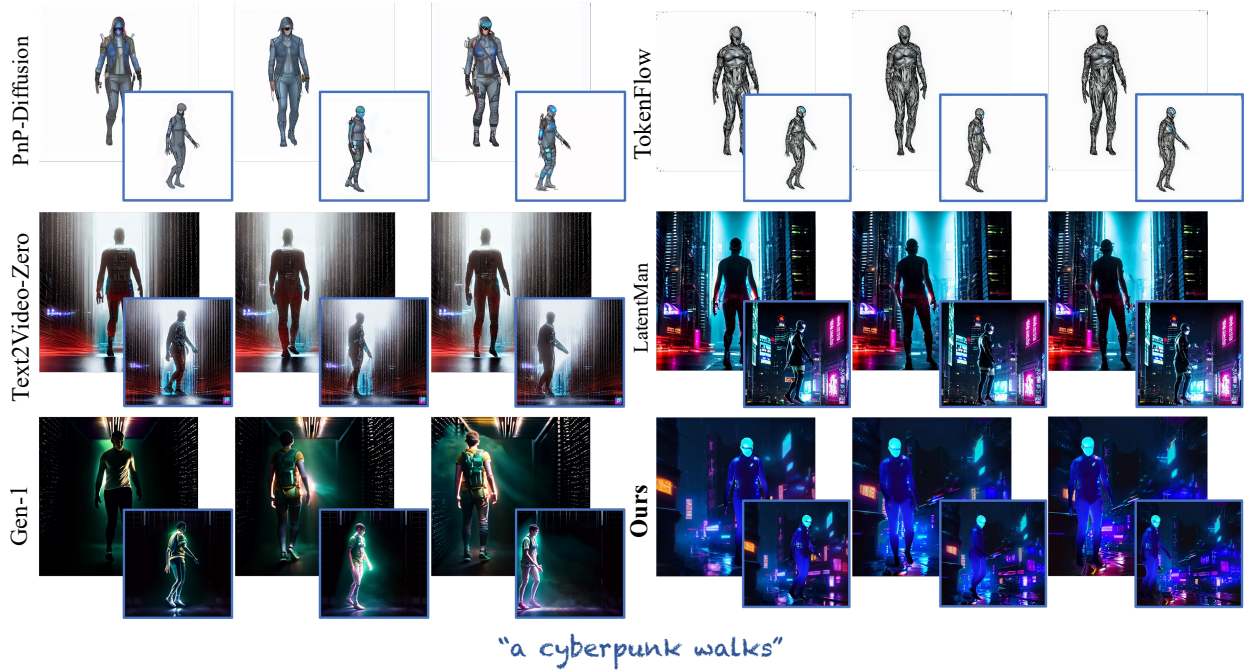 PnP-Diffusion
TokenFlow
Text2Video-Zero
LatentMan
Gen-1
Ours
"a cyberpunk walks"